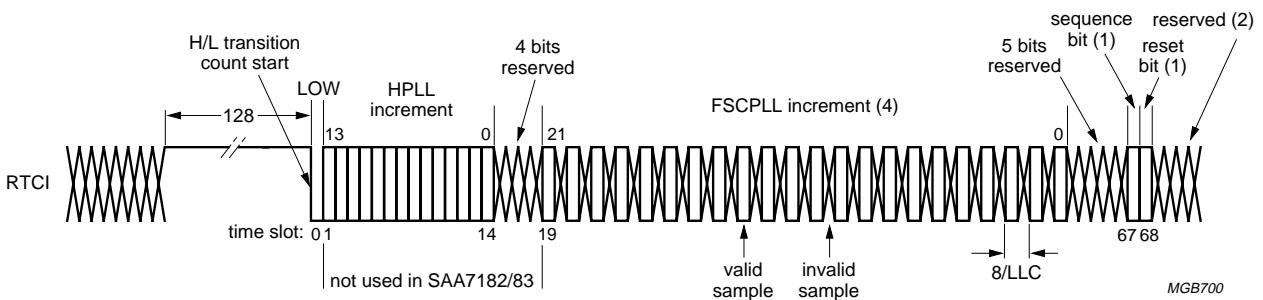 sequence
bit (1)
reserved (2)
H/L transition
count start
4 bits
reserved
5 bits
reserved
reset
bit (1)
LOW
HPLL
increment
FSCPLL increment (4)
128
13
0
21
0
RTCI
time slot:
0 1
14
19
67 68
not used in SAA7182/83
valid
sample
invalid
sample
8/LLC
MGB700